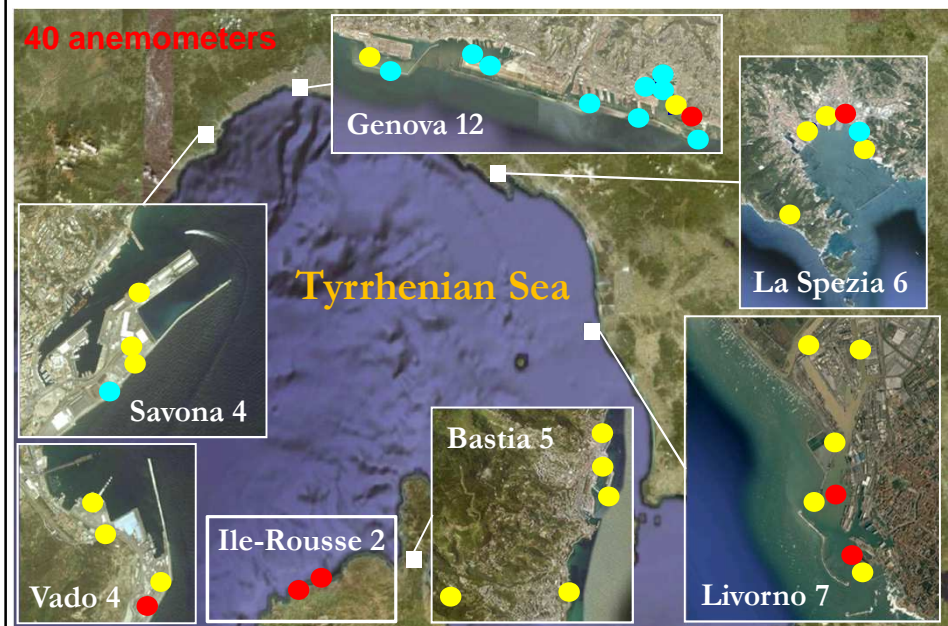 40 anemometers
Genova 12
La Spezia 6
Tyrrhenian Sea
Savona 4
Bastia 5
Ile-Rousse 2
Vado 4
Livorno 7